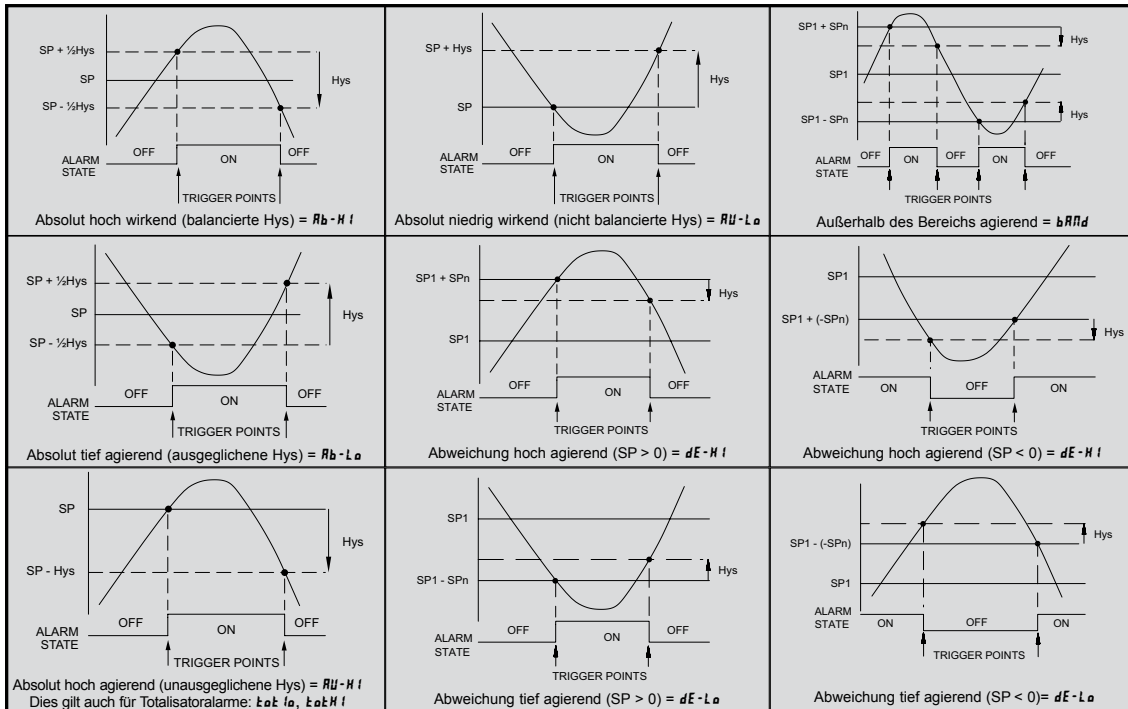 SP + ½Hys
SP
SP - ½Hys
Hys
OFF
ON
OFF
ALARM
STATE
TRIGGER POINTS
Absolut hoch wirkend (balancierte Hys) = Ab-HI
SP + Hys
SP
Hys
OFF
ON
OFF
ALARM
STATE
TRIGGER POINTS
Absolut niedrig wirkend (nicht balancierte Hys) = AU-Lo
SP1 + SPn
Hys
SP1
Hys
SP1 - SPn
OFF
ON
OFF
ON
OFF
ALARM
STATE
TRIGGER POINTS
Außerhalb des Bereichs agierend = bANd
SP + ½Hys
SP
SP - ½Hys
Hys
OFF
ON
OFF
ALARM
STATE
TRIGGER POINTS
Absolut tief agierend (ausgeglichene Hys) = Ab-Lo
SP1 + SPn
Hys
SP1
OFF
ON
OFF
ALARM
STATE
TRIGGER POINTS
Abweichung hoch agierend (SP > 0) = dE-HI
SP1
SP1 + (-SPn)
Hys
ON
OFF
ON
ALARM
STATE
TRIGGER POINTS
Abweichung hoch agierend (SP < 0) = dE-HI
SP
Hys
SP - Hys
OFF
ON
OFF
ALARM
STATE
TRIGGER POINTS
Absolut hoch agierend (unausgeglichene Hys) = AU-HI
Dies gilt auch für Totalisatoralarme: totlo, totHI
SP1
SP1 - SPn
Hys
OFF
ON
OFF
ALARM
STATE
TRIGGER POINTS
Abweichung tief agierend (SP > 0) = dE-Lo
SP1 - (-SPn)
Hys
SP1
ON
OFF
ON
ALARM
STATE
TRIGGER POINTS
Abweichung tief agierend (SP < 0)= dE-Lo